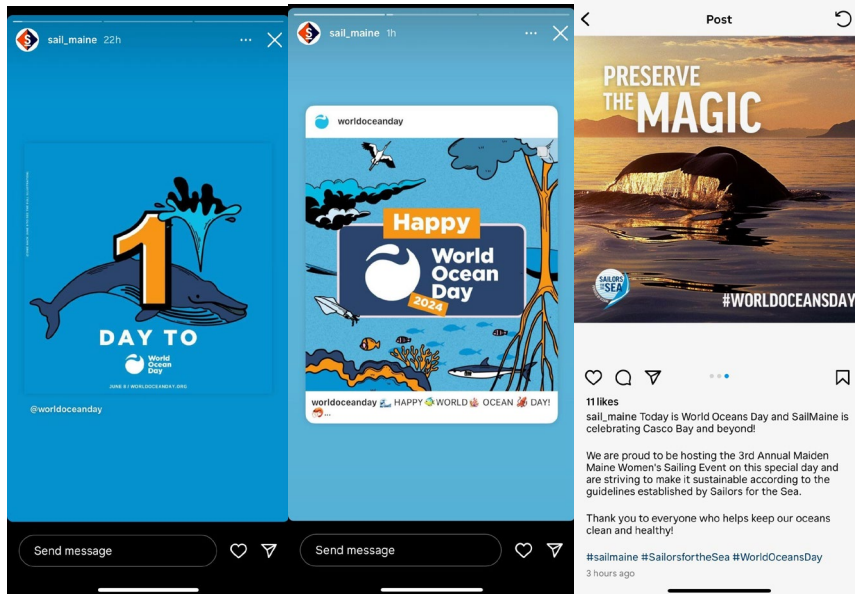 sail_maine 22h
1
DAY TO
World
Ocean
Day
JUNE 8 / WORLDOCEANDAY.ORG
@worldoceanday
Send message
sail_maine 1h
worldoceanday
Happy
World
Ocean
Day
2024
worldoceanday 🌊 HAPPY 🐠 WORLD 🪸 OCEAN 🦞 DAY!
🦐...
Send message
Post
PRESERVE
THE MAGIC
SAILORS
FOR THE
SEA
#WORLDOCEANSDAY
11 likes
sail_maine Today is World Oceans Day and SailMaine is
celebrating Casco Bay and beyond!
We are proud to be hosting the 3rd Annual Maiden
Maine Women's Sailing Event on this special day and
are striving to make it sustainable according to the
guidelines established by Sailors for the Sea.
Thank you to everyone who helps keep our oceans
clean and healthy!
#sailmaine #SailorsfortheSea #WorldOceansDay
3 hours ago